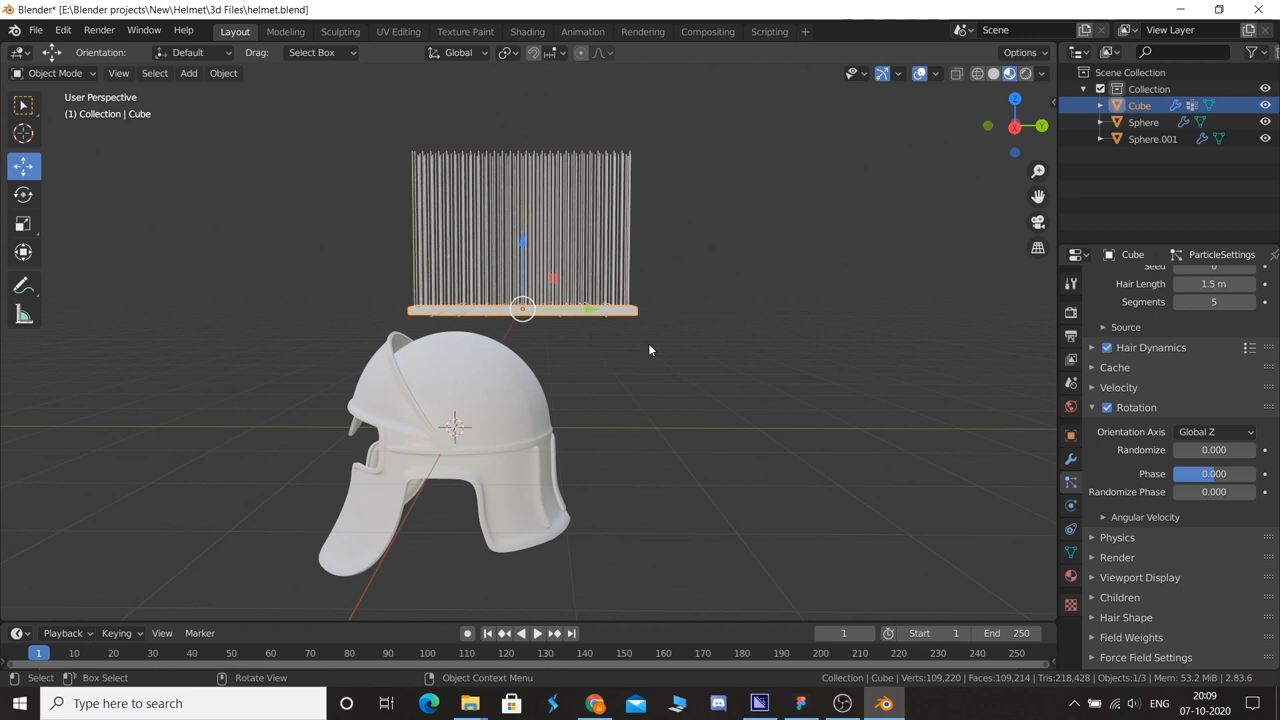 Blender* [E:\Blender projects\New\Helmet\3d Files\helmet.blend]
File Edit Render Window Help Layout Modeling Sculpting UV Editing Texture Paint Shading Animation Rendering Compositing Scripting + Scene View Layer
Orientation: Default Drag: Select Box Global Options
Object Mode View Select Add Object
User Perspective
(1) Collection | Cube
Z
Y
X
Scene Collection
Collection
Cube
Sphere
Sphere.001
Cube ParticleSettings
Seed 0
Hair Length 1.5 m
Segments 5
Source
Hair Dynamics
Cache
Velocity
Rotation
Orientation Axis Global Z
Randomize 0.000
Phase 0.000
Randomize Phase 0.000
Angular Velocity
Physics
Render
Viewport Display
Children
Hair Shape
Field Weights
Force Field Settings
Playback Keying View Marker 1 Start 1 End 250
1 10 20 30 40 50 60 70 80 90 100 110 120 130 140 150 160 170 180 190 200 210 220 230 240 250
Select Box Select Rotate View Object Context Menu Collection | Cube | Verts:109,220 | Faces:109,214 | Tris:218,428 | Objects:1/3 | Mem: 53.2 MiB | 2.83.6
Type here to search
ENG
20:09
07-10-2020